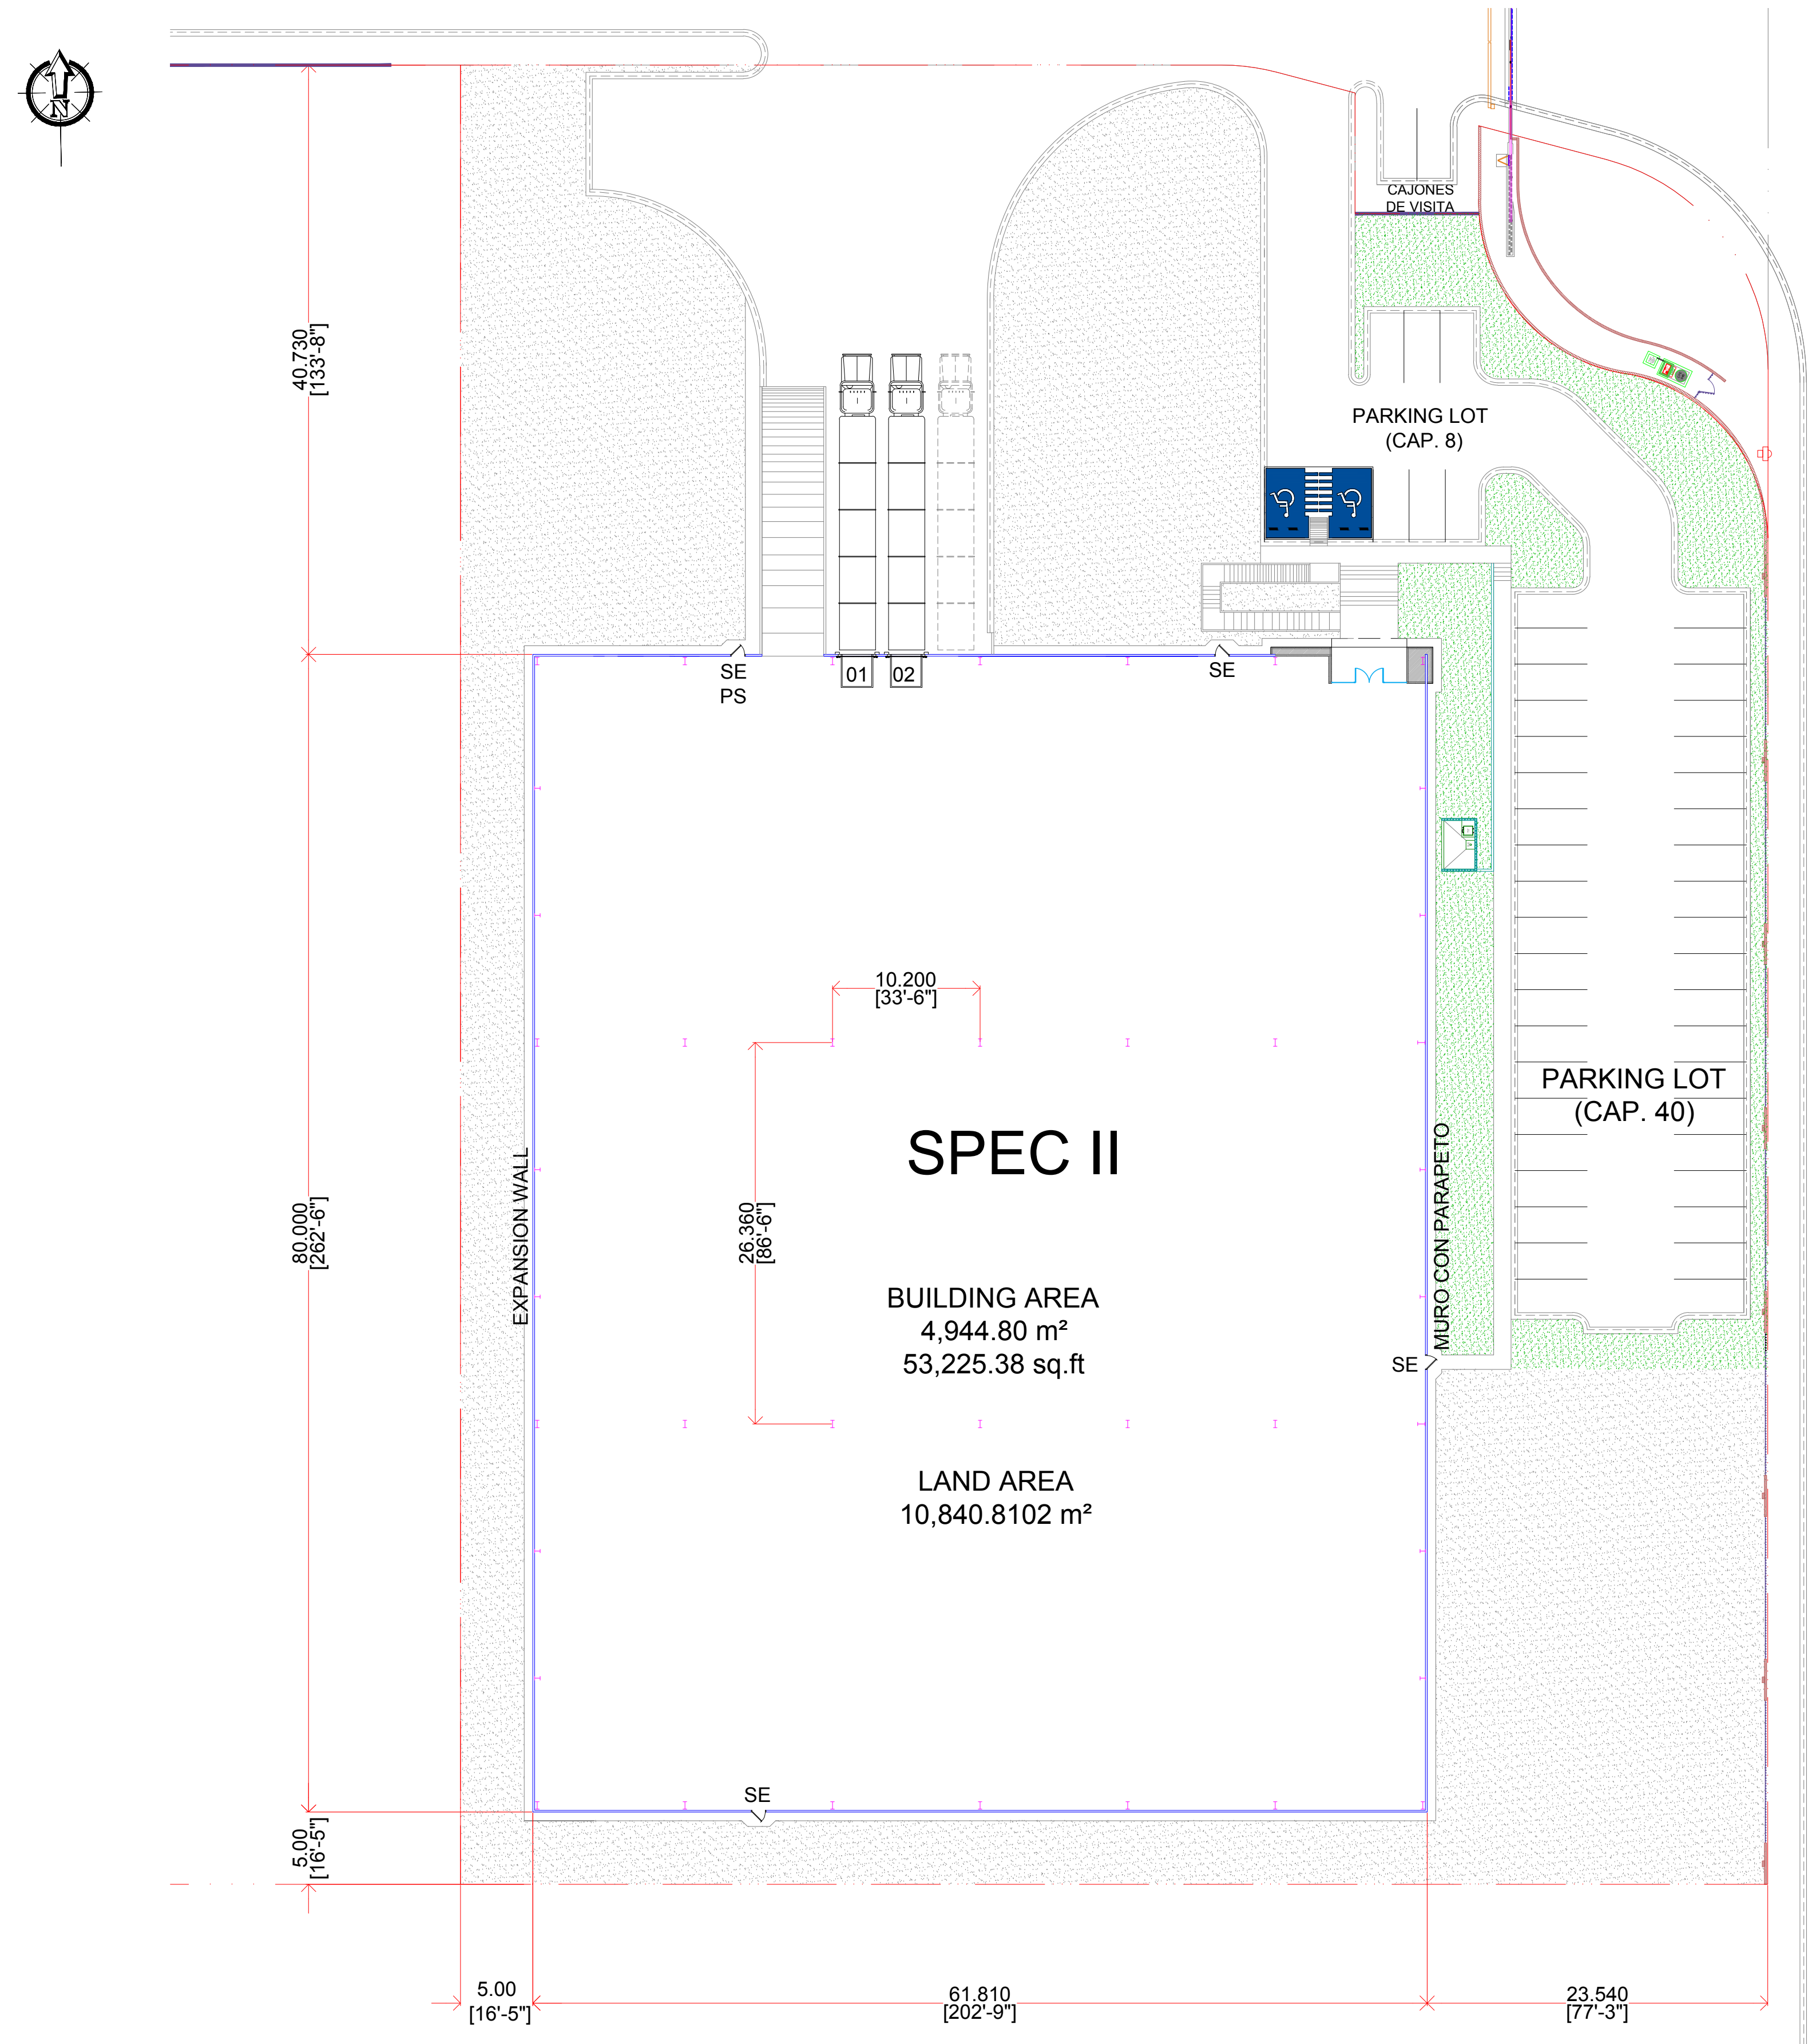 N
CAJONES
DE VISITA
40.730
[133'-8"]
PARKING LOT
(CAP. 8)
SE
PS
01
02
SE
10.200
[33'-6"]
PARKING LOT
(CAP. 40)
SPEC II
EXPANSION WALL
80.000
[262'-6"]
26.360
[86'-6"]
MURO CON PARAPETO
BUILDING AREA
4,944.80 m²
53,225.38 sq.ft
SE
LAND AREA
10,840.8102 m²
SE
5.00
[16'-5"]
5.00
[16'-5"]
61.810
[202'-9"]
23.540
[77'-3"]